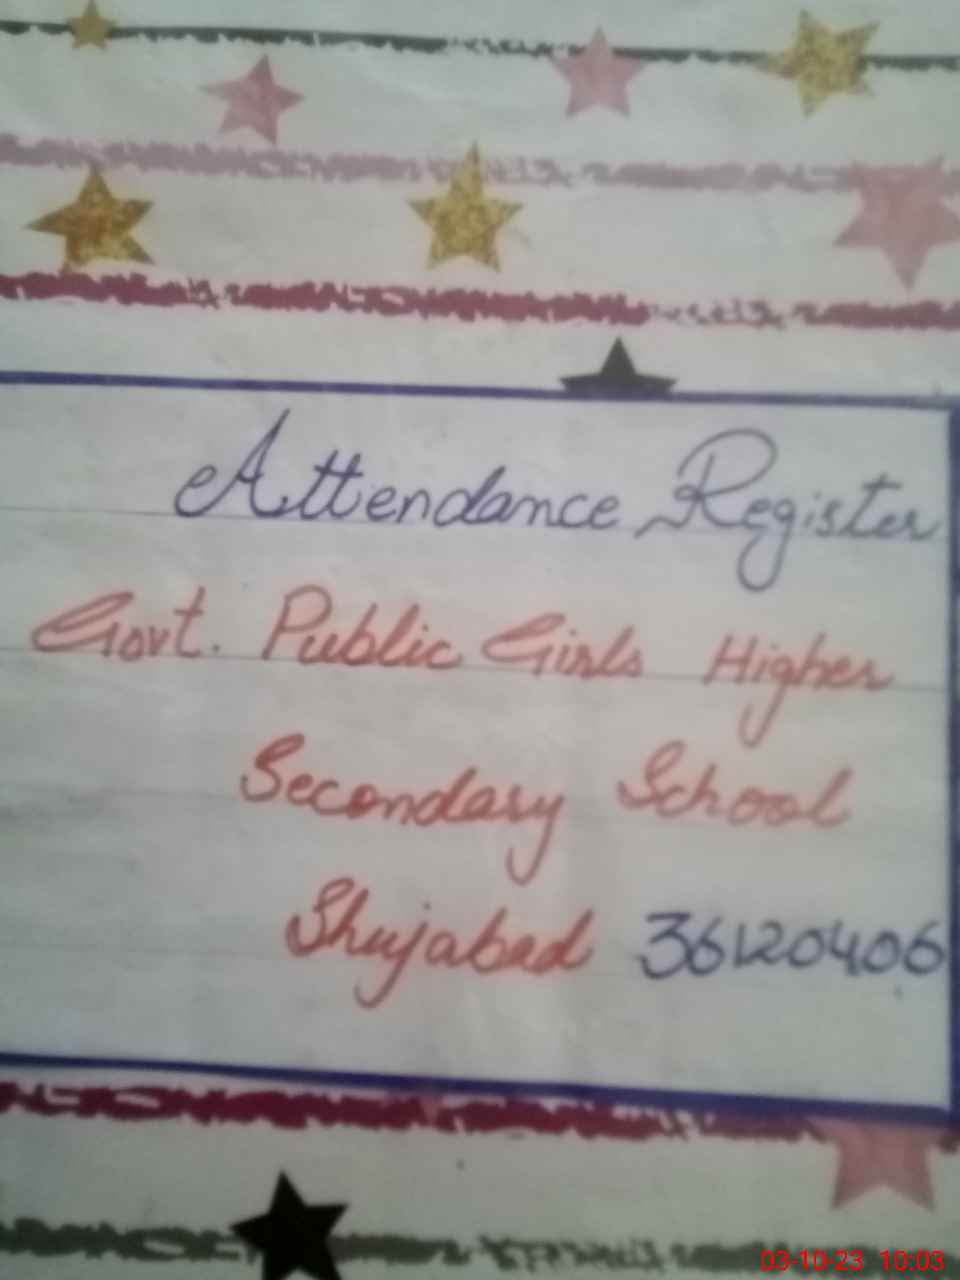 Attendance Register
Govt. Public Girls Higher
Secondary School
Shujabad 36120406
03-10-23 10:03